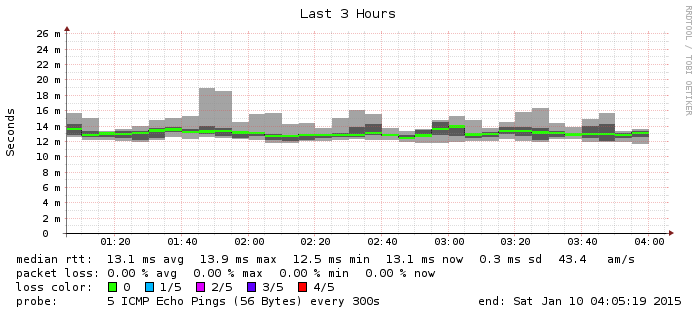 Last 3 Hours
RRDTOOL / TOBI OETIKER
Seconds
26 m
24 m
22 m
20 m
18 m
16 m
14 m
12 m
10 m
8 m
6 m
4 m
2 m
0
01:20 01:40 02:00 02:20 02:40 03:00 03:20 03:40 04:00
median rtt: 13.1 ms avg 13.9 ms max 12.5 ms min 13.1 ms now 0.3 ms sd 43.4 am/s
packet loss: 0.00 % avg 0.00 % max 0.00 % min 0.00 % now
loss color: 0 1/5 2/5 3/5 4/5
probe: 5 ICMP Echo Pings (56 Bytes) every 300s end: Sat Jan 10 04:05:19 2015